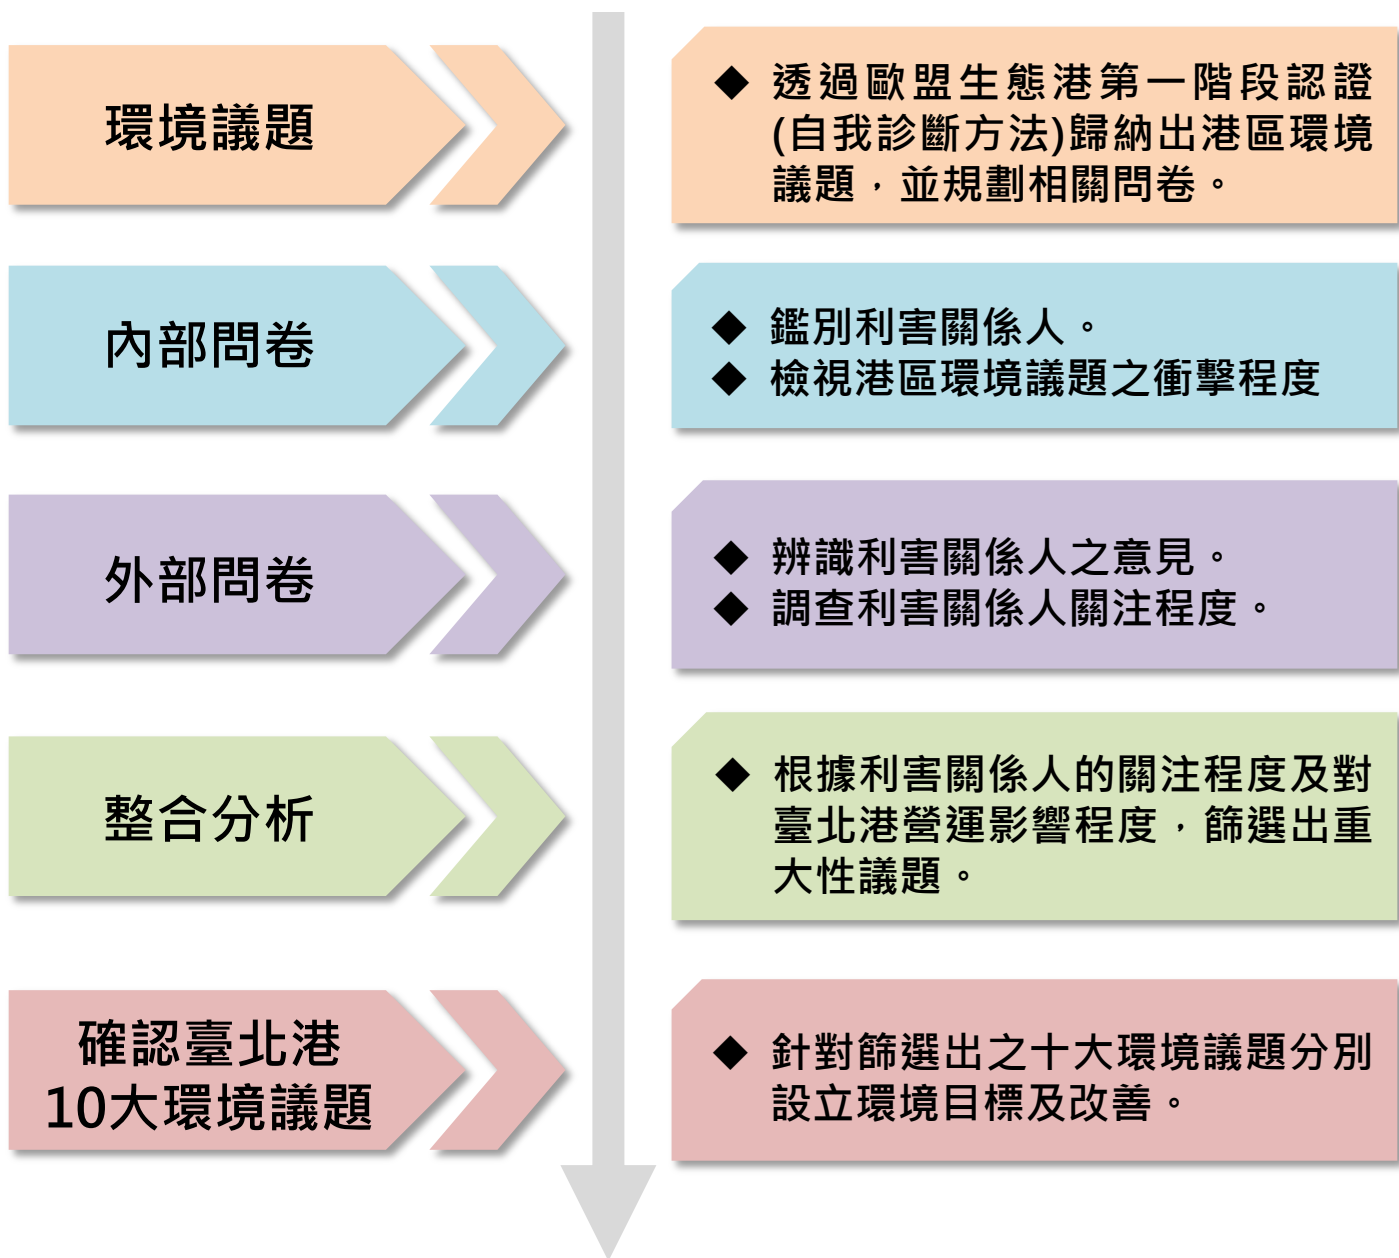 環境議題
◆ 透過歐盟生態港第一階段認證
(自我診斷方法)歸納出港區環境
議題，並規劃相關問卷。
內部問卷
◆ 鑑別利害關係人。
◆ 檢視港區環境議題之衝擊程度
外部問卷
◆ 辨識利害關係人之意見。
◆ 調查利害關係人關注程度。
整合分析
◆ 根據利害關係人的關注程度及對
臺北港營運影響程度，篩選出重
大性議題。
確認臺北港
10大環境議題
◆ 針對篩選出之十大環境議題分別
設立環境目標及改善。